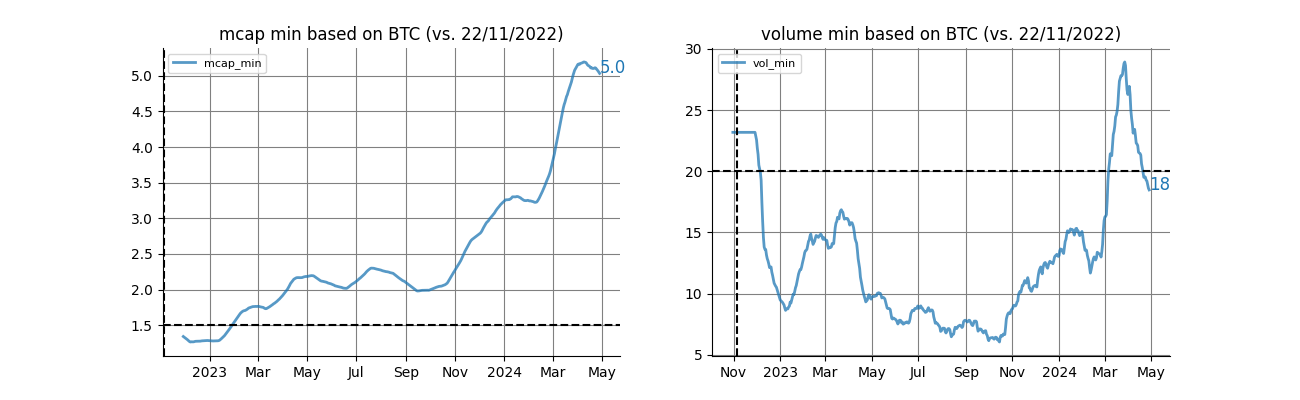 mcap min based on BTC (vs. 22/11/2022)
mcap_min
5.0
5.0
4.5
4.0
3.5
3.0
2.5
2.0
1.5
2023 Mar May Jul Sep Nov 2024 Mar May
volume min based on BTC (vs. 22/11/2022)
vol_min
30
25
20
18
15
10
5
Nov 2023 Mar May Jul Sep Nov 2024 Mar May